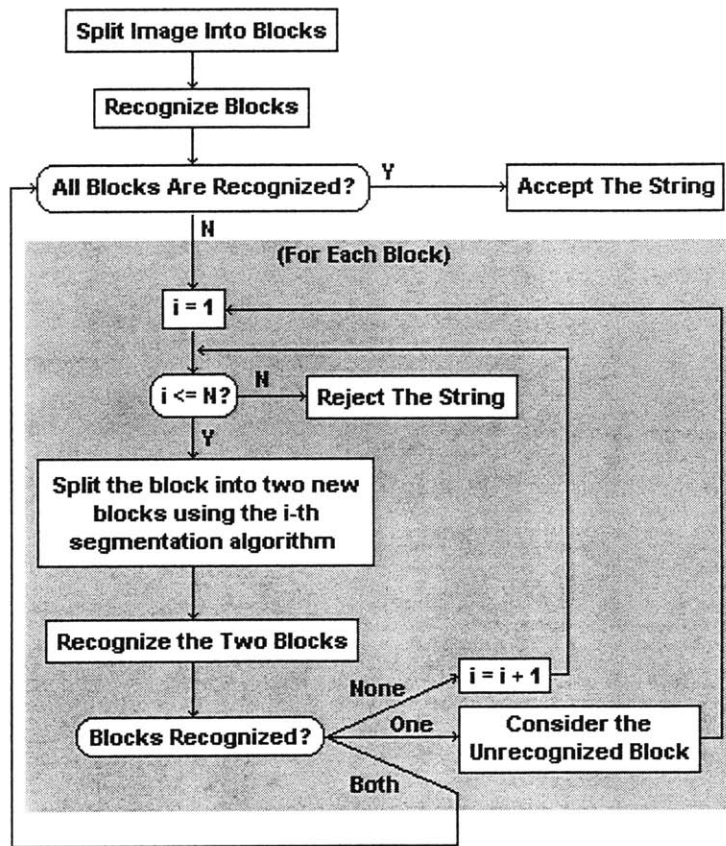 Split Image Into Blocks
Recognize Blocks
All Blocks Are Recognized?
Y
Accept The String
N
(For Each Block)
i = 1
i <= N?
N
Reject The String
Y
Split the block into two new
blocks using the i-th
segmentation algorithm
Recognize the Two Blocks
None
i = i + 1
Blocks Recognized?
One
Consider the
Unrecognized Block
Both